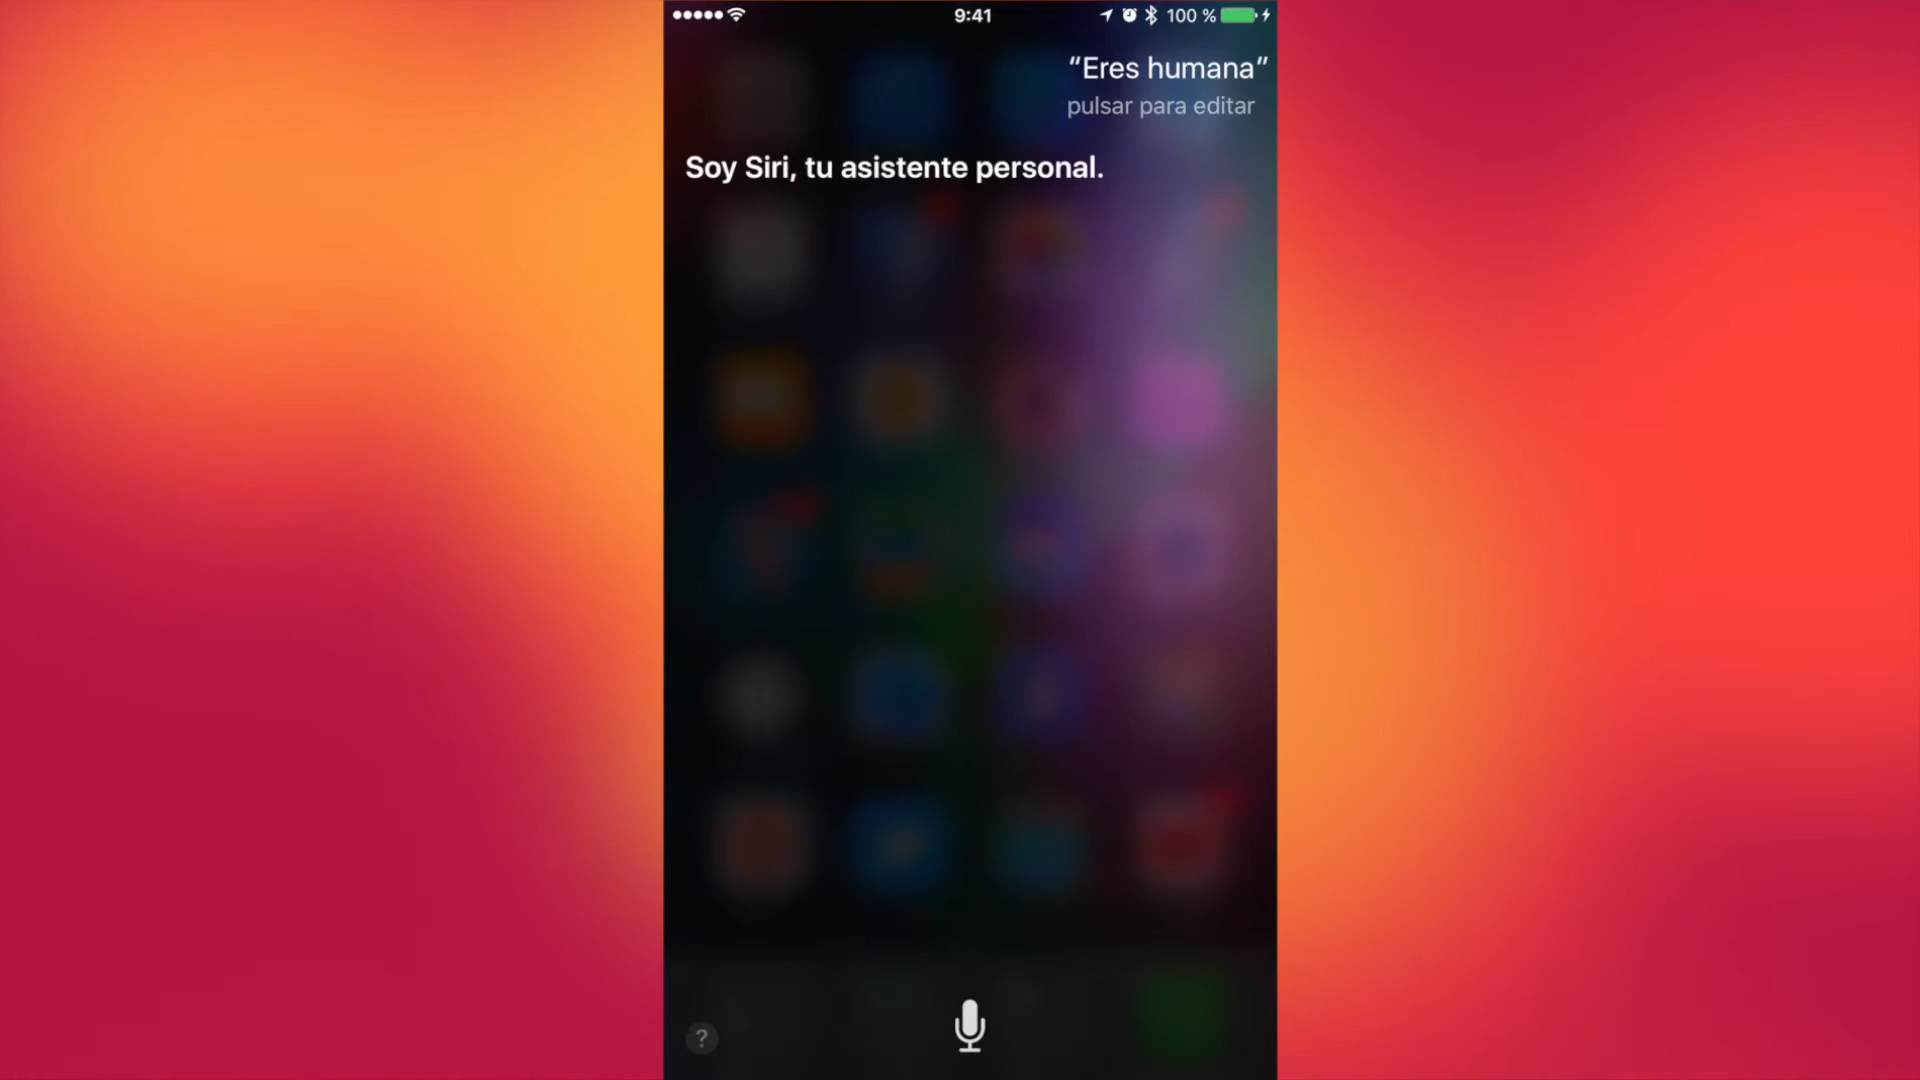 9:41
100 %
“Eres humana”
pulsar para editar
Soy Siri, tu asistente personal.
?